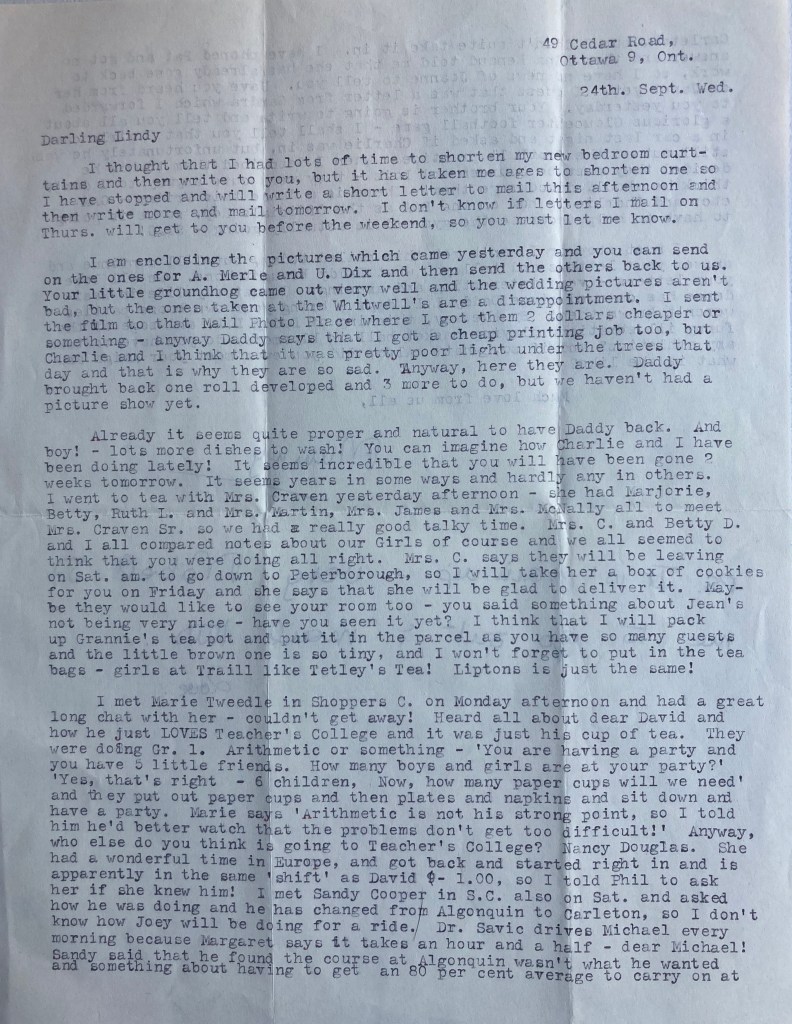 49 Cedar Road,
Ottawa 9, Ont.
24th. Sept. Wed.
Darling Lindy
I thought that I had lots of time to shorten my new bedroom curt-
tains and then write to you, but it has taken me ages to shorten one so
I have stopped and will write a short letter to mail this afternoon and
then write more and mail tomorrow. I don't know if letters I mail on
Thurs. will get to you before the weekend, so you must let me know.
I am enclosing the pictures which came yesterday and you can send
on the ones for A. Merle and U. Dix and then send the others back to us.
Your little groundhog came out very well and the wedding pictures aren't
bad, but the ones taken at the Whitwell's are a disappointment. I sent
the film to that Mail Photo Place where I got them 2 dollars cheaper or
something - anyway Daddy says that I got a cheap printing job too, but
Charlie and I think that it was pretty poor light under the trees that
day and that is why they are so sad. Anyway, here they are. Daddy
brought back one roll developed and 3 more to do, but we haven't had a
picture show yet.
Already it seems quite proper and natural to have Daddy back. And
boy! - lots more dishes to wash! You can imagine how Charlie and I have
been doing lately! It seems incredible that you will have been gone 2
weeks tomorrow. It seems years in some ways and hardly any in others.
I went to tea with Mrs. Craven yesterday afternoon - she had Marjorie,
Betty, Ruth L. and Mrs. Martin, Mrs. James and Mrs. McNally all to meet
Mrs. Craven Sr. so we had a really good talky time. Mrs. C. and Betty D.
and I all compared notes about our Girls of course and we all seemed to
think that you were doing all right. Mrs. C. says they will be leaving
on Sat. am. to go down to Peterborough, so I will take her a box of cookies
for you on Friday and she says that she will be glad to deliver it. May-
be they would like to see your room too - you said something about Jean's
not being very nice - have you seen it yet? I think that I will pack
up Grannie's tea pot and put it in the parcel as you have so many guests
and the little brown one is so tiny, and I won't forget to put in the tea
bags - girls at Traill like Tetley's Tea! Liptons is just the same!
I met Marie Tweedle in Shoppers C. on Monday afternoon and had a great
long chat with her - couldn't get away! Heard all about dear David and
how he just LOVES Teacher's College and it was just his cup of tea. They
were doing Gr. 1. Arithmetic or something - 'You are having a party and
you have 5 little friends. How many boys and girls are at your party?'
'Yes, that's right - 6 children, Now, how many paper cups will we need'
and they put out paper cups and then plates and napkins and sit down and
have a party. Marie says 'Arithmetic is not his strong point, so I told
him he'd better watch that the problems don't get too difficult!' Anyway,
who else do you think is going to Teacher's College? Nancy Douglas. She
had a wonderful time in Europe, and got back and started right in and is
apparently in the same 'shift' as David $- 1.00, so I told Phil to ask
her if she knew him! I met Sandy Cooper in S.C. also on Sat. and asked
how he was doing and he has changed from Algonquin to Carleton, so I don't
know how Joey will be doing for a ride./ Dr. Savic drives Michael every
morning because Margaret says it takes an hour and a half - dear Michael!
Sandy said that he found the course at Algonquin wasn't what he wanted
and something about having to get an 80 per cent average to carry on at